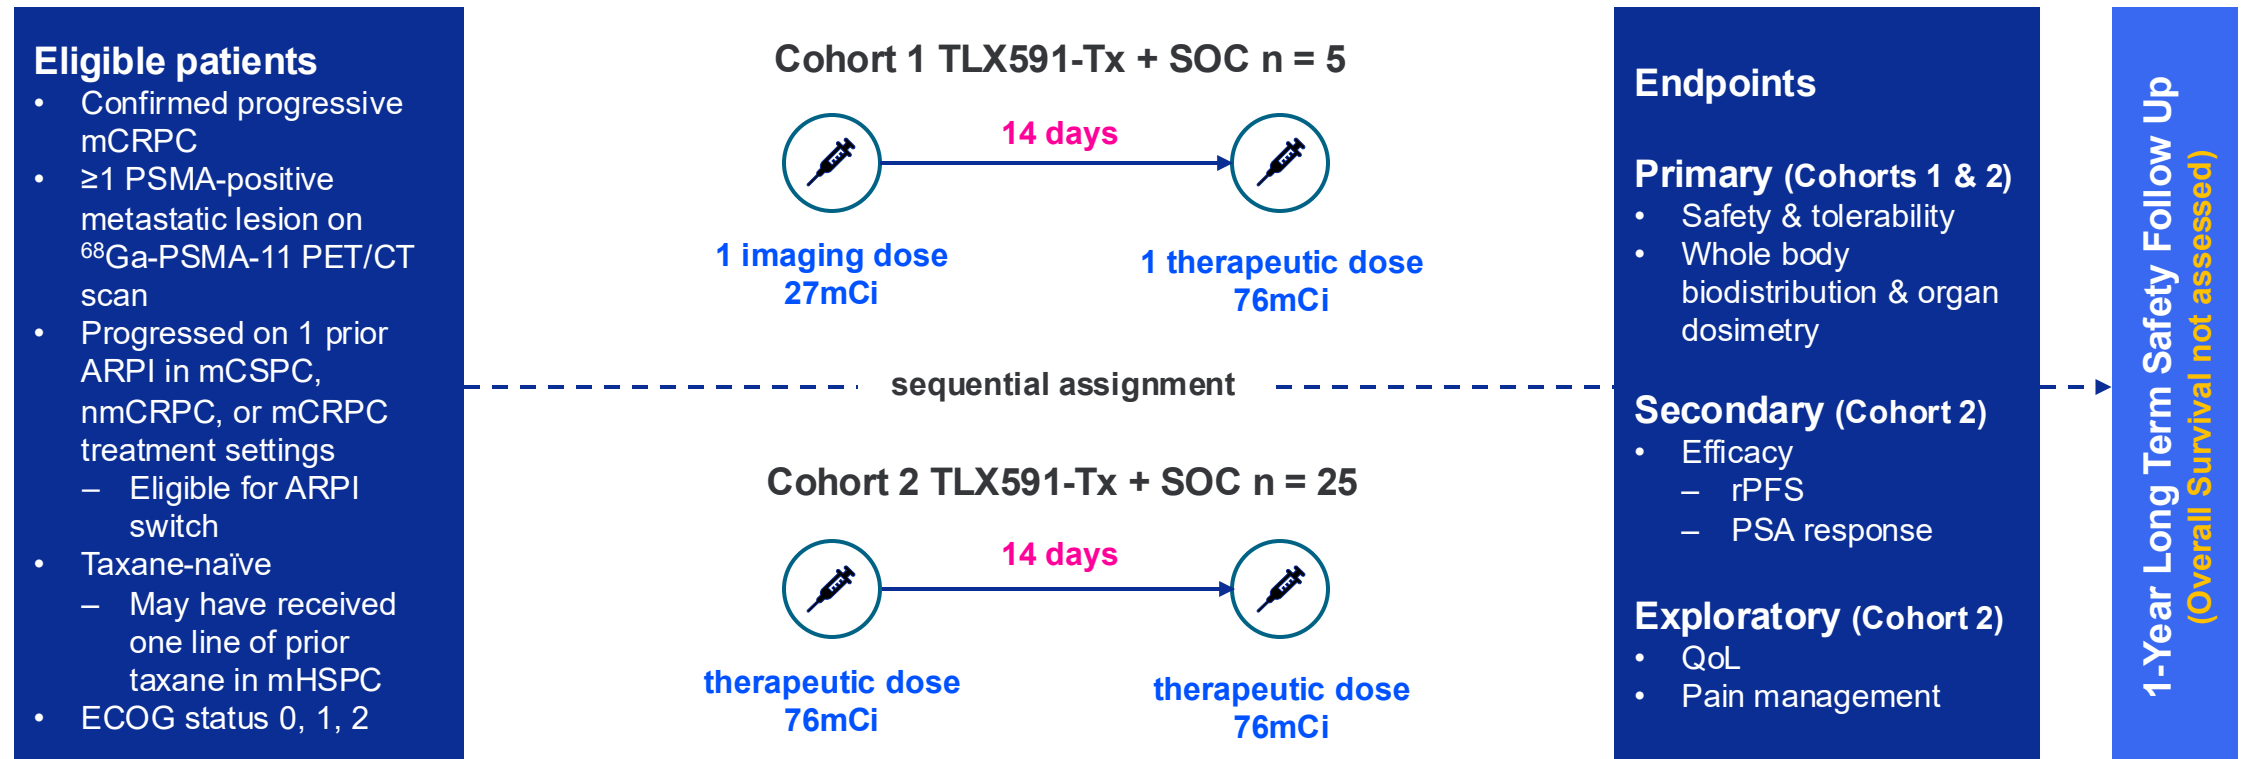 Eligible patients
• Confirmed progressive
mCRPC
• ≥1 PSMA-positive
metastatic lesion on
⁶⁸Ga-PSMA-11 PET/CT
scan
• Progressed on 1 prior
ARPI in mCSPC,
nmCRPC, or mCRPC
treatment settings
– Eligible for ARPI
switch
• Taxane-naïve
– May have received
one line of prior
taxane in mHSPC
• ECOG status 0, 1, 2
Cohort 1 TLX591-Tx + SOC n = 5
14 days
1 imaging dose
27mCi
1 therapeutic dose
76mCi
sequential assignment
Cohort 2 TLX591-Tx + SOC n = 25
14 days
therapeutic dose
76mCi
therapeutic dose
76mCi
Endpoints
Primary (Cohorts 1 & 2)
• Safety & tolerability
• Whole body
biodistribution & organ
dosimetry
Secondary (Cohort 2)
• Efficacy
– rPFS
– PSA response
Exploratory (Cohort 2)
• QoL
• Pain management
1-Year Long Term Safety Follow Up
(Overall Survival not assessed)